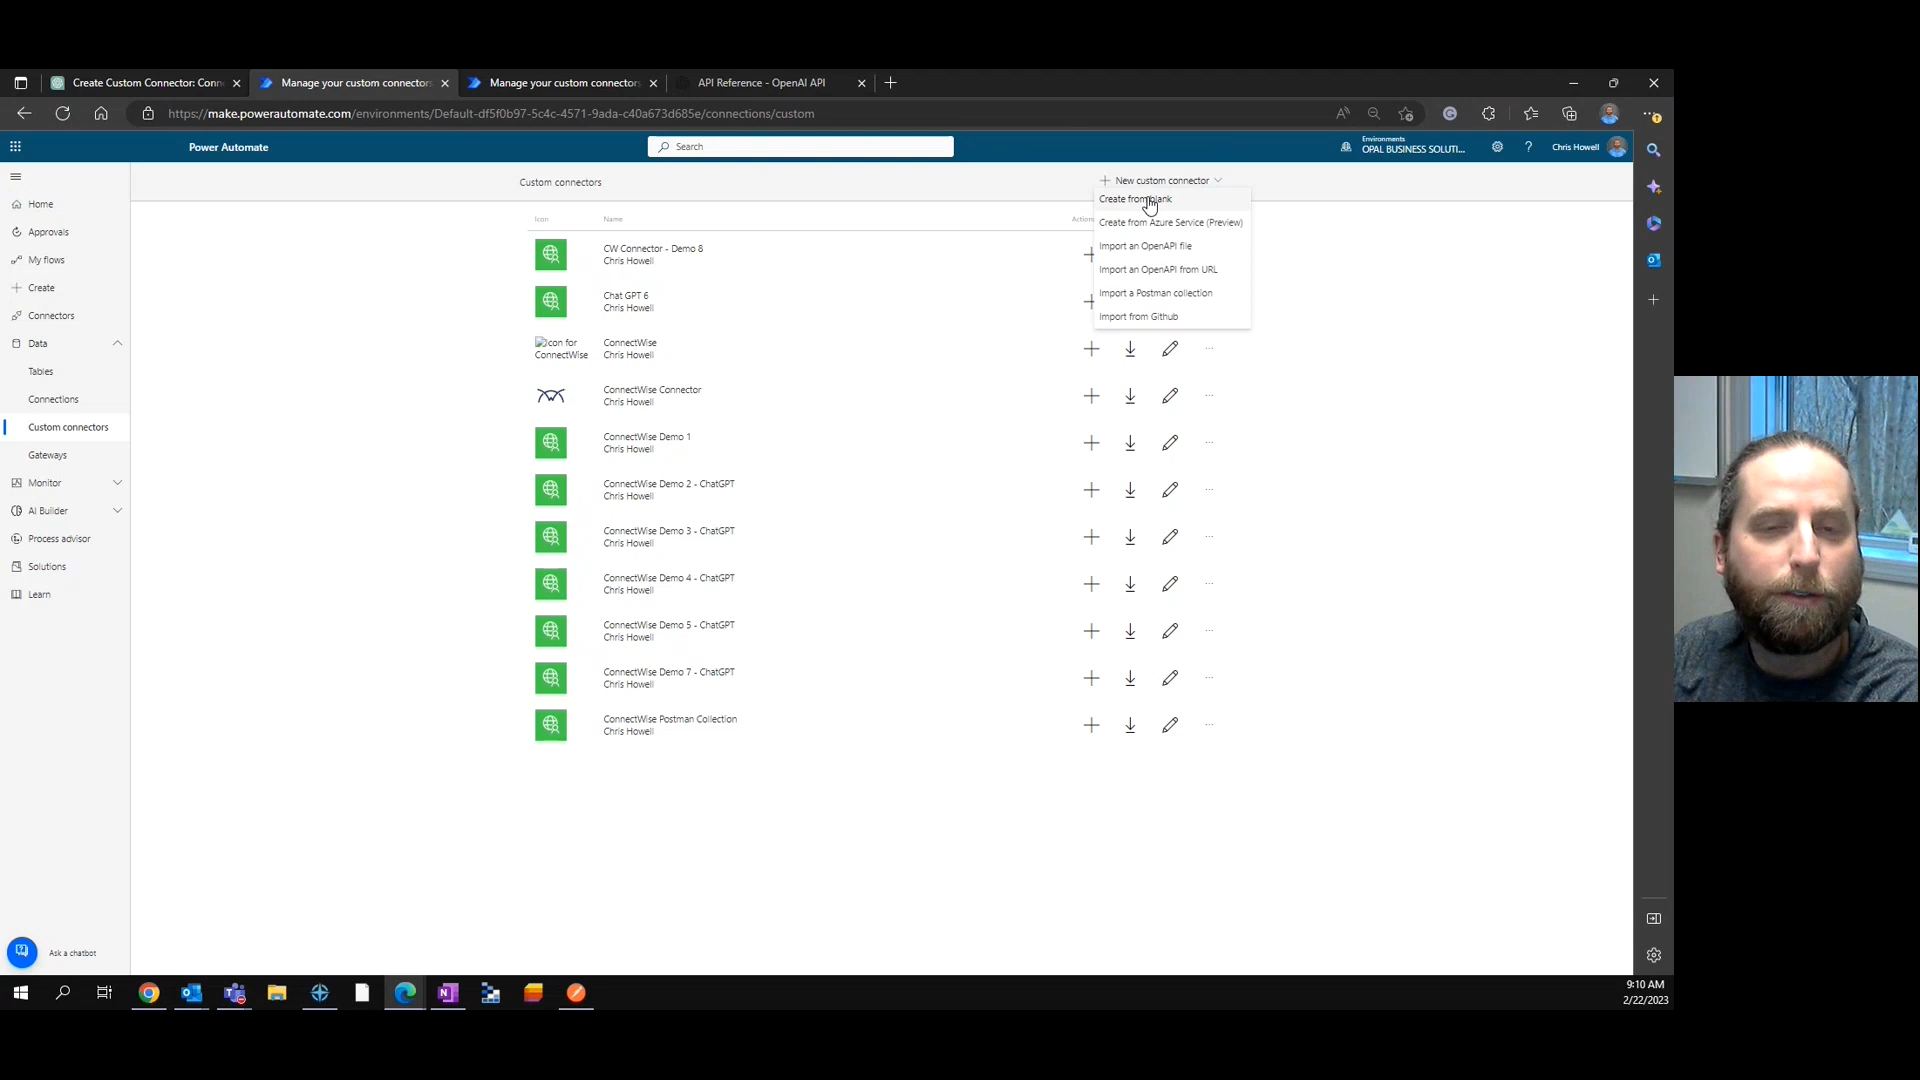 Create Custom Connector: Conn
Manage your custom connectors
Manage your custom connectors
API Reference - OpenAI API
https://make.powerautomate.com/environments/Default-df5f0b97-5c4c-4571-9ada-c40a673d685e/connections/custom
Power Automate
Search
Environments
OPAL BUSINESS SOLUTI...
?
Chris Howell
Custom connectors
New custom connector
Create from blank
Create from Azure Service (Preview)
Import an OpenAPI file
Import an OpenAPI from URL
Import a Postman collection
Import from Github
Home
Approvals
My flows
Create
Connectors
Data
Tables
Connections
Custom connectors
Gateways
Monitor
AI Builder
Process advisor
Solutions
Learn
Ask a chatbot
Icon
Name
Actions
CW Connector - Demo 8
Chris Howell
Chat GPT 6
Chris Howell
Icon for
ConnectWise
ConnectWise
Chris Howell
ConnectWise Connector
Chris Howell
ConnectWise Demo 1
Chris Howell
ConnectWise Demo 2 - ChatGPT
Chris Howell
ConnectWise Demo 3 - ChatGPT
Chris Howell
ConnectWise Demo 4 - ChatGPT
Chris Howell
ConnectWise Demo 5 - ChatGPT
Chris Howell
ConnectWise Demo 7 - ChatGPT
Chris Howell
ConnectWise Postman Collection
Chris Howell
9:10 AM
2/22/2023